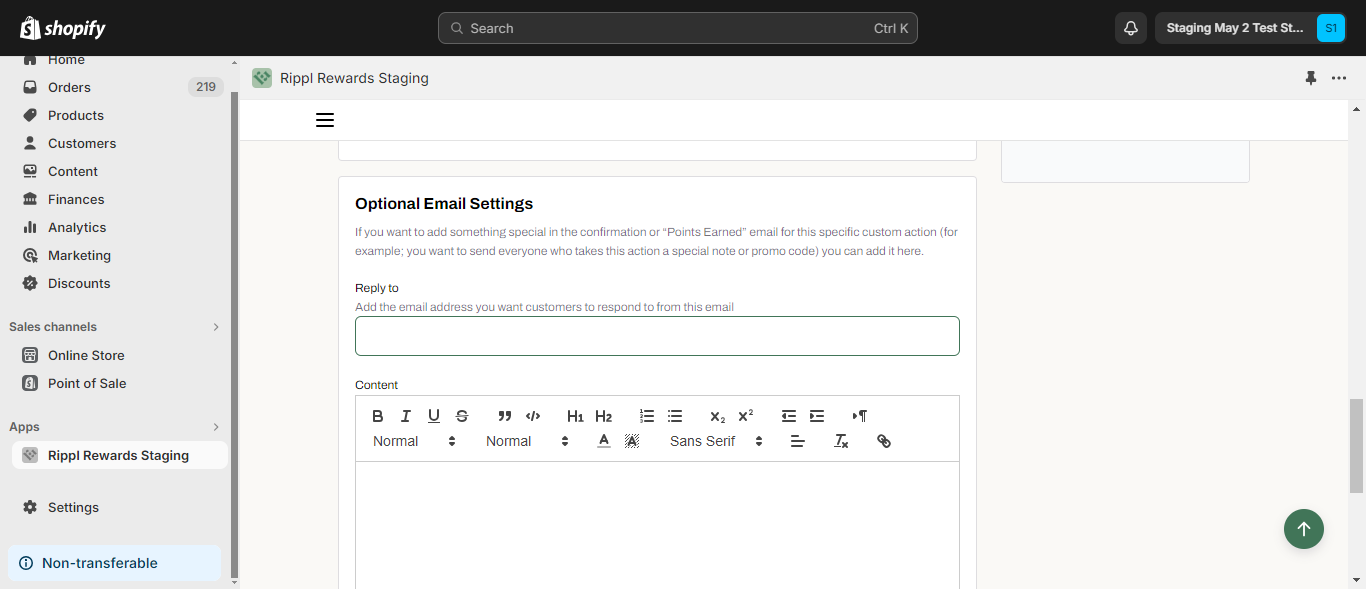 shopify
Search
Ctrl K
Staging May 2 Test St...
S1
Home
Orders
219
Products
Customers
Content
Finances
Analytics
Marketing
Discounts
Sales channels
Online Store
Point of Sale
Apps
Rippl Rewards Staging
Settings
Non-transferable
Rippl Rewards Staging
Optional Email Settings
If you want to add something special in the confirmation or “Points Earned” email for this specific custom action (for
example; you want to send everyone who takes this action a special note or promo code) you can add it here.
Reply to
Add the email address you want customers to respond to from this email
Content
B I U S H1 H2 X2 X2
Normal Normal A A Sans Serif Tx